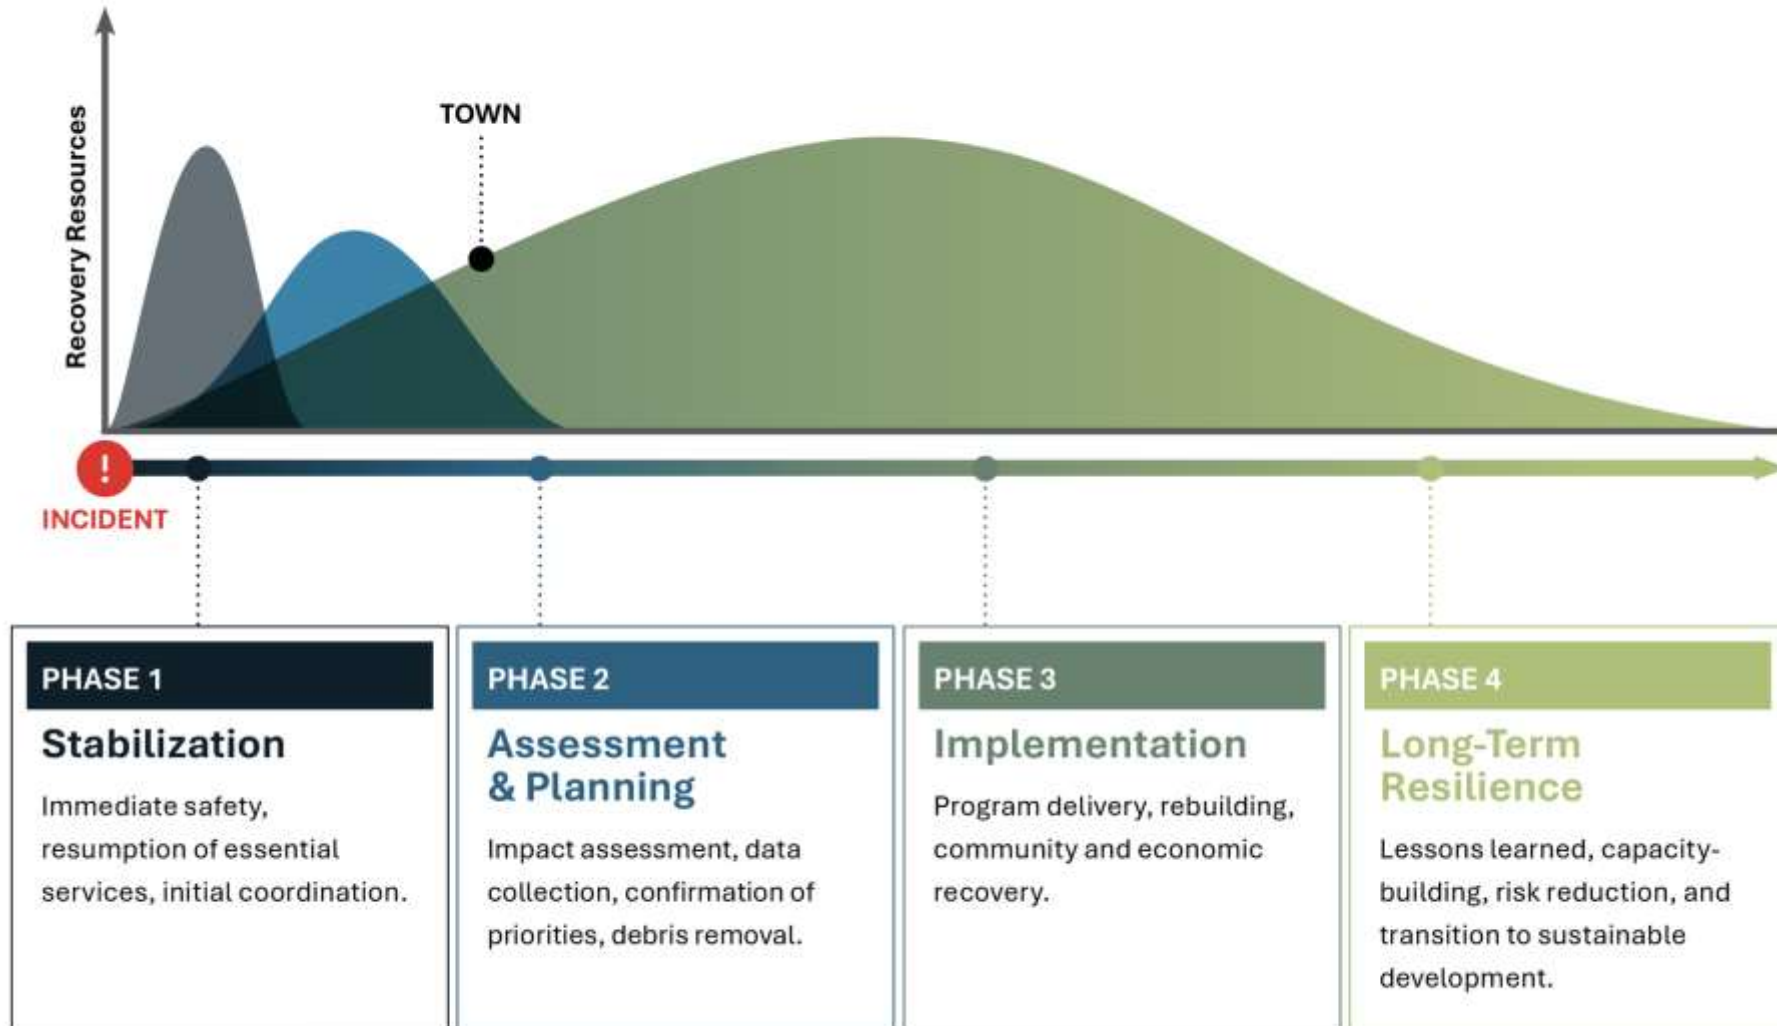 TOWN
Recovery Resources
!
INCIDENT
PHASE 1
Stabilization
Immediate safety,
resumption of essential
services, initial coordination.
PHASE 2
Assessment
& Planning
Impact assessment, data
collection, confirmation of
priorities, debris removal.
PHASE 3
Implementation
Program delivery, rebuilding,
community and economic
recovery.
PHASE 4
Long-Term
Resilience
Lessons learned, capacity-
building, risk reduction, and
transition to sustainable
development.